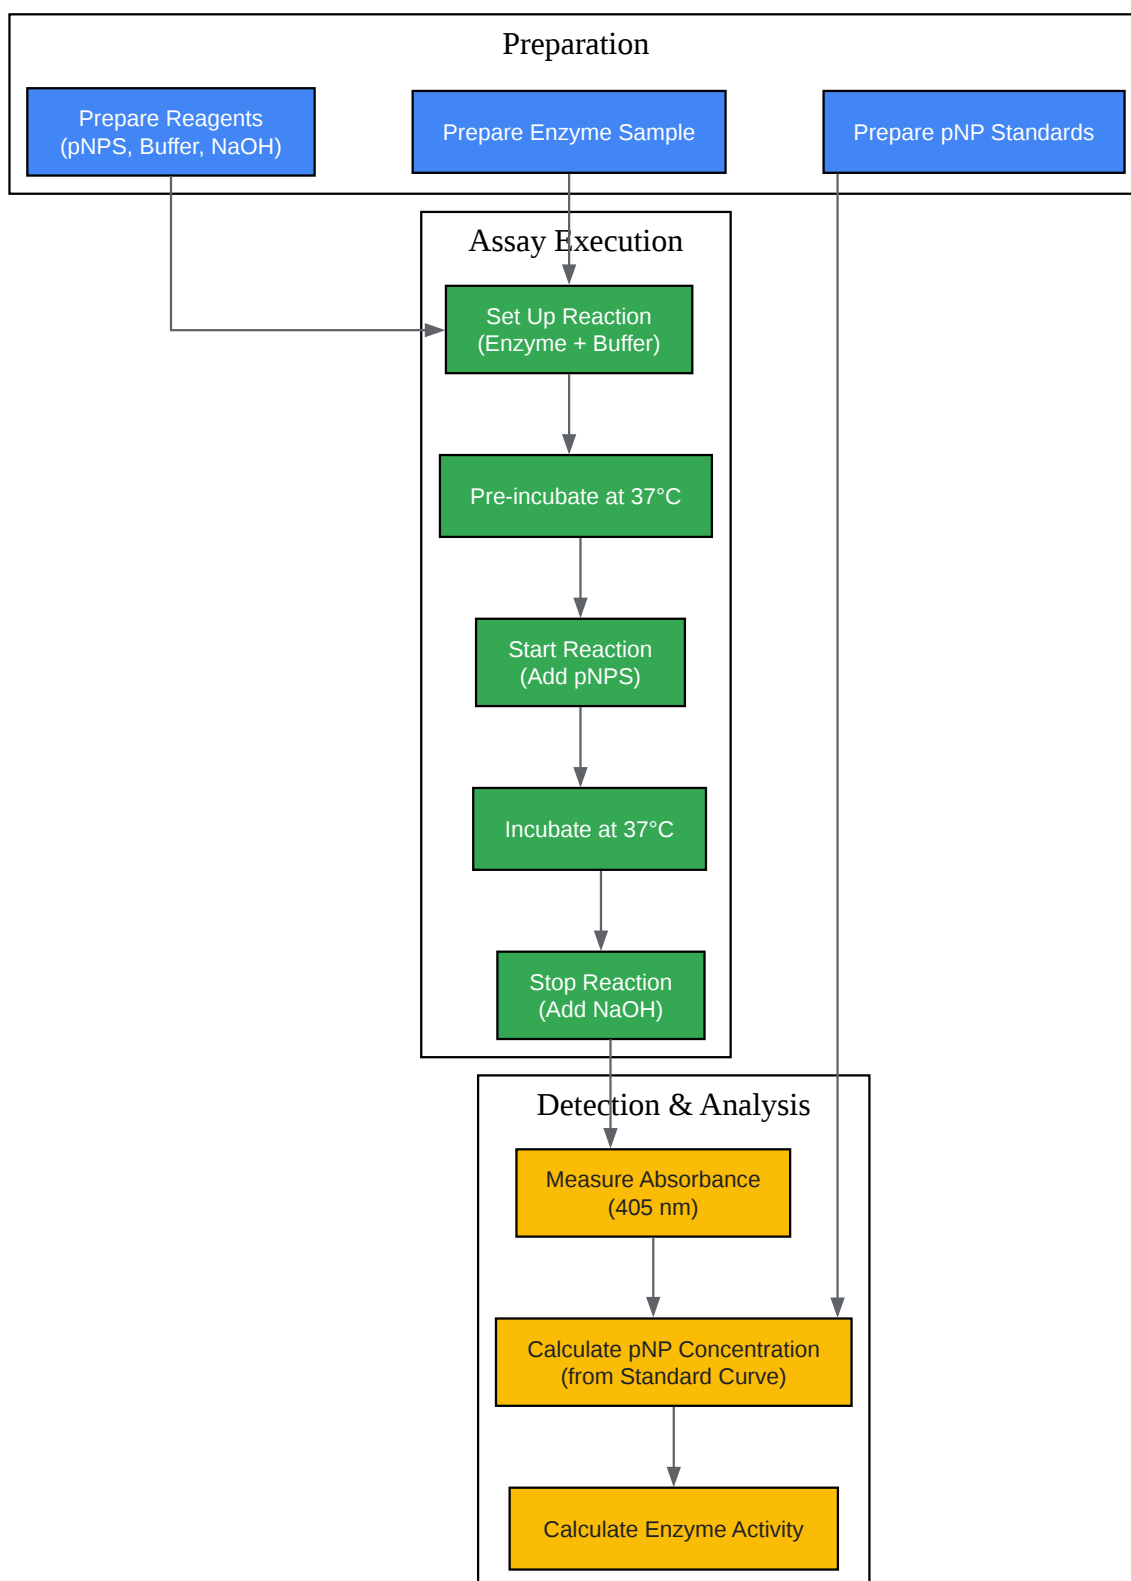 Preparation
Prepare Reagents
(pNPS, Buffer, NaOH)
Prepare Enzyme Sample
Prepare pNP Standards
Assay Execution
Set Up Reaction
(Enzyme + Buffer)
Pre-incubate at 37°C
Start Reaction
(Add pNPS)
Incubate at 37°C
Stop Reaction
(Add NaOH)
Detection & Analysis
Measure Absorbance
(405 nm)
Calculate pNP Concentration
(from Standard Curve)
Calculate Enzyme Activity